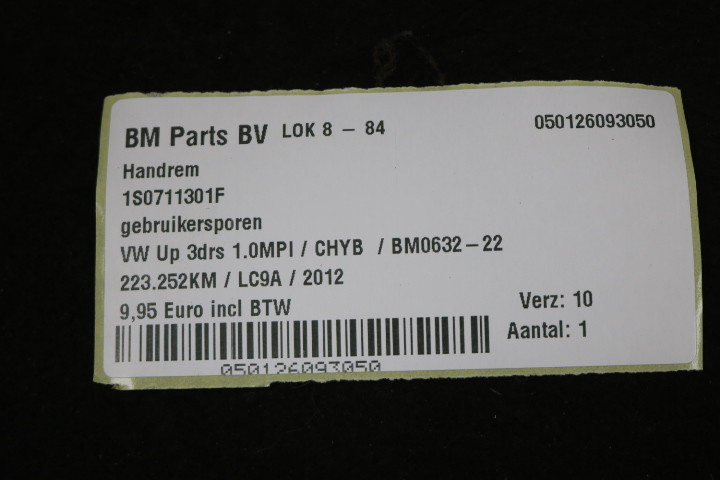 BM Parts BV LOK 8 - 84 050126093050
Handrem
1S0711301F
gebruikersporen
VW Up 3drs 1.0MPI / CHYB / BM0632-22
223.252KM / LC9A / 2012
9,95 Euro incl BTW
Verz: 10
Aantal: 1
050126093050